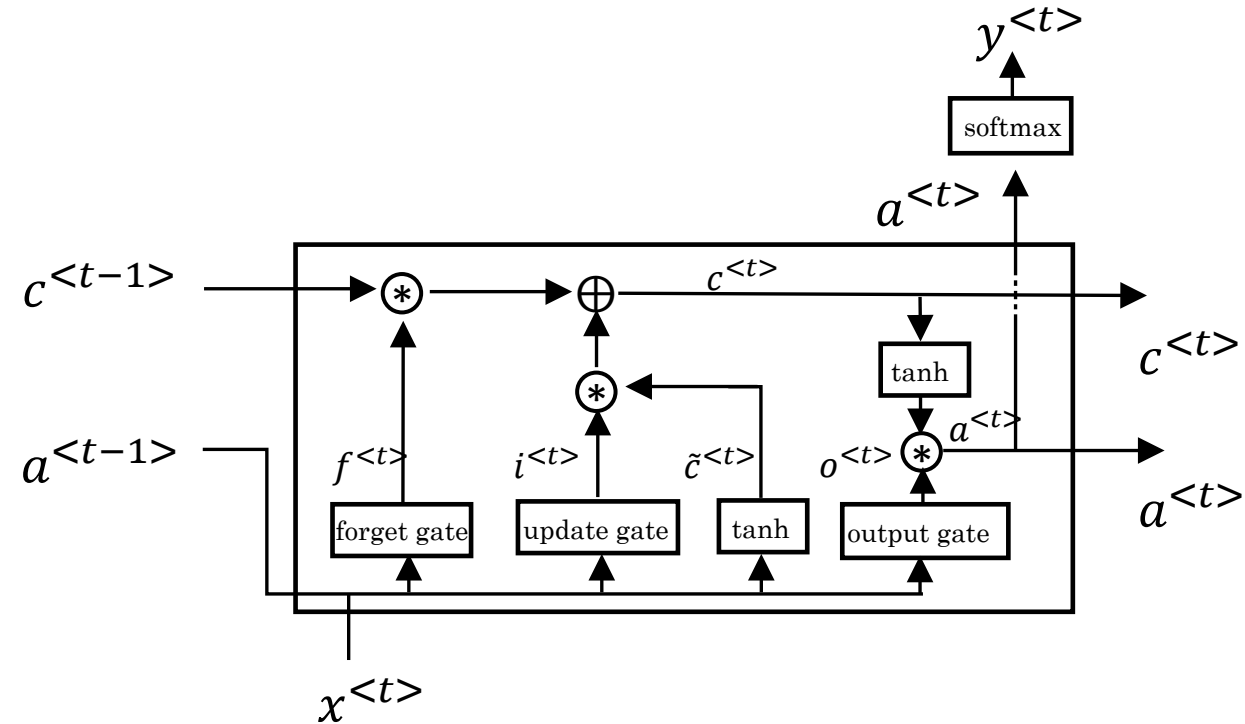 y^{<t>}
softmax
a^{<t>}
c^{<t-1>}
*
⊕
c^{<t>}
tanh
c^{<t>}
*
a^{<t-1>}
f^{<t>}
i^{<t>}
c̃^{<t>}
o^{<t>}
*
a^{<t>}
a^{<t>}
forget gate
update gate
tanh
output gate
x^{<t>}